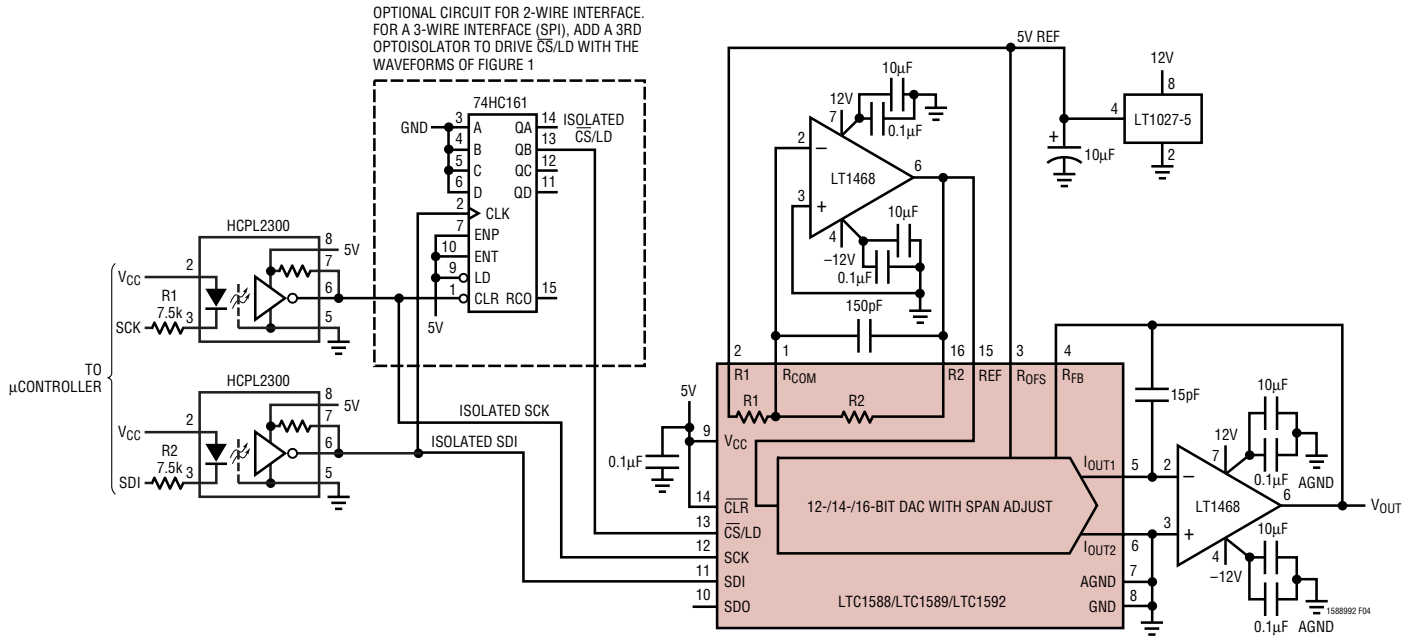 OPTIONAL CIRCUIT FOR 2-WIRE INTERFACE.
FOR A 3-WIRE INTERFACE (SPI), ADD A 3RD
OPTOISOLATOR TO DRIVE C̅S̅/LD WITH THE
WAVEFORMS OF FIGURE 1
74HC161
GND
3 A
4 B
5 C
6 D
2 CLK
7 ENP
10 ENT
9 LD
1 CLR
QA 14
QB 13
QC 12
QD 11
RCO 15
ISOLATED
C̅S̅/LD
5V
HCPL2300
VCC
2
R1
7.5k
3
SCK
8
5V
7
6
5
TO
µCONTROLLER
HCPL2300
VCC
2
R2
7.5k
3
SDI
8
5V
7
6
5
ISOLATED SCK
ISOLATED SDI
5V REF
12V
8
4
LT1027-5
2
+
10µF
12V
7
10µF
0.1µF
2
–
LT1468
6
3
+
4
–12V
10µF
0.1µF
150pF
2
R1
1
RCOM
16
R2
15
REF
3
ROFS
4
RFB
R1
R2
5V
0.1µF
9
VCC
14
C̅L̅R̅
13
C̅S̅/LD
12
SCK
11
SDI
10
SDO
12-/14-/16-BIT DAC WITH SPAN ADJUST
LTC1588/LTC1589/LTC1592
IOUT1
5
IOUT2
6
AGND
7
GND
8
15pF
2
–
3
+
LT1468
12V
7
10µF
0.1µF AGND
6
VOUT
4
–12V
10µF
0.1µF AGND
1588992 F04